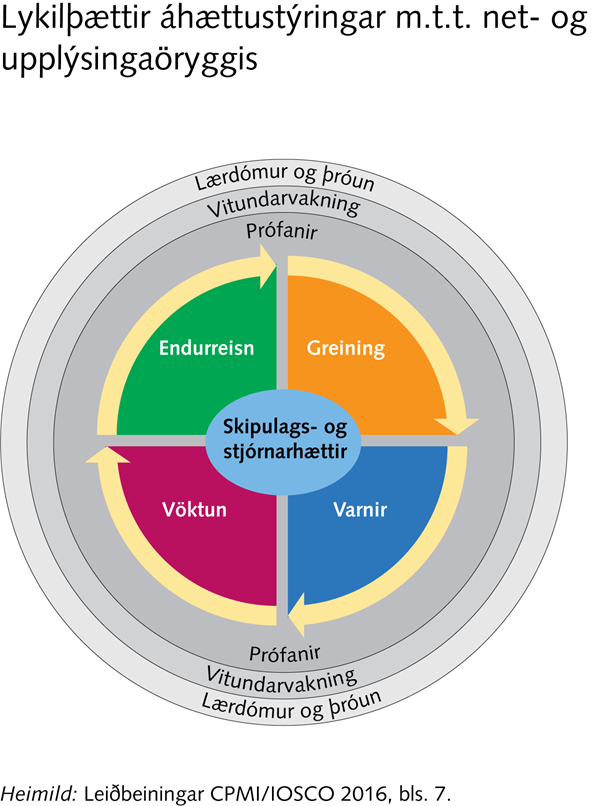 Lykilþættir áhættustýringar m.t.t. net- og
upplýsingaöryggis
Lærdómur og þróun
Vitundarvakning
Prófanir
Endurreisn
Greining
Skipulags- og
stjórnarhættir
Vöktun
Varnir
Prófanir
Vitundarvakning
Lærdómur og þróun
Heimild: Leiðbeiningar CPMI/IOSCO 2016, bls. 7.